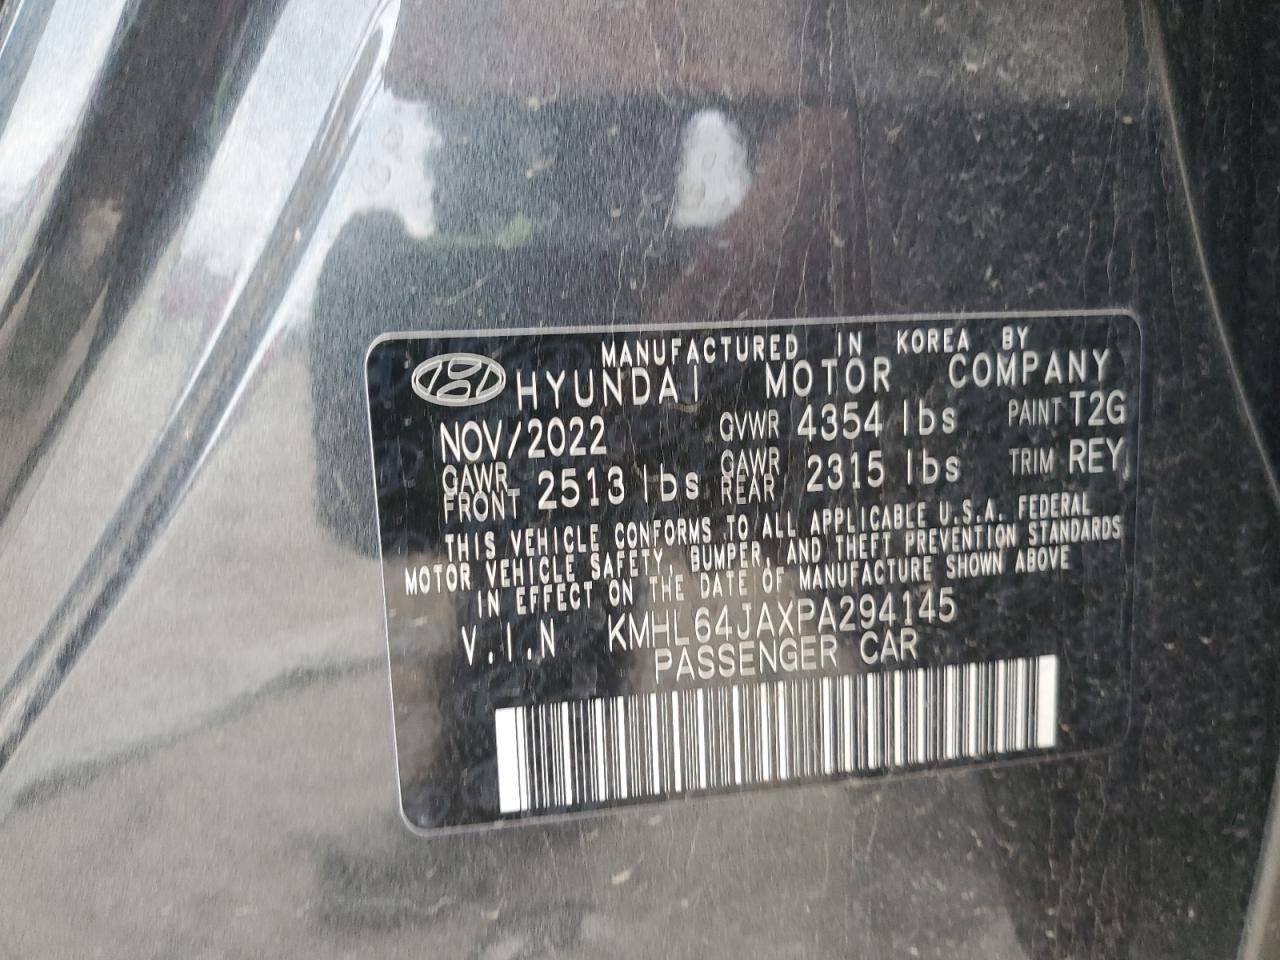 MANUFACTURED IN KOREA BY
HYUNDAI MOTOR COMPANY
NOV/2022 GVWR 4354 lbs PAINT T2G
GAWR FRONT 2513 lbs GAWR REAR 2315 lbs TRIM REY
THIS VEHICLE CONFORMS TO ALL APPLICABLE U.S.A. FEDERAL
MOTOR VEHICLE SAFETY, BUMPER, AND THEFT PREVENTION STANDARDS
IN EFFECT ON THE DATE OF MANUFACTURE SHOWN ABOVE
V.I.N KMHL64JAXPA294145
PASSENGER CAR